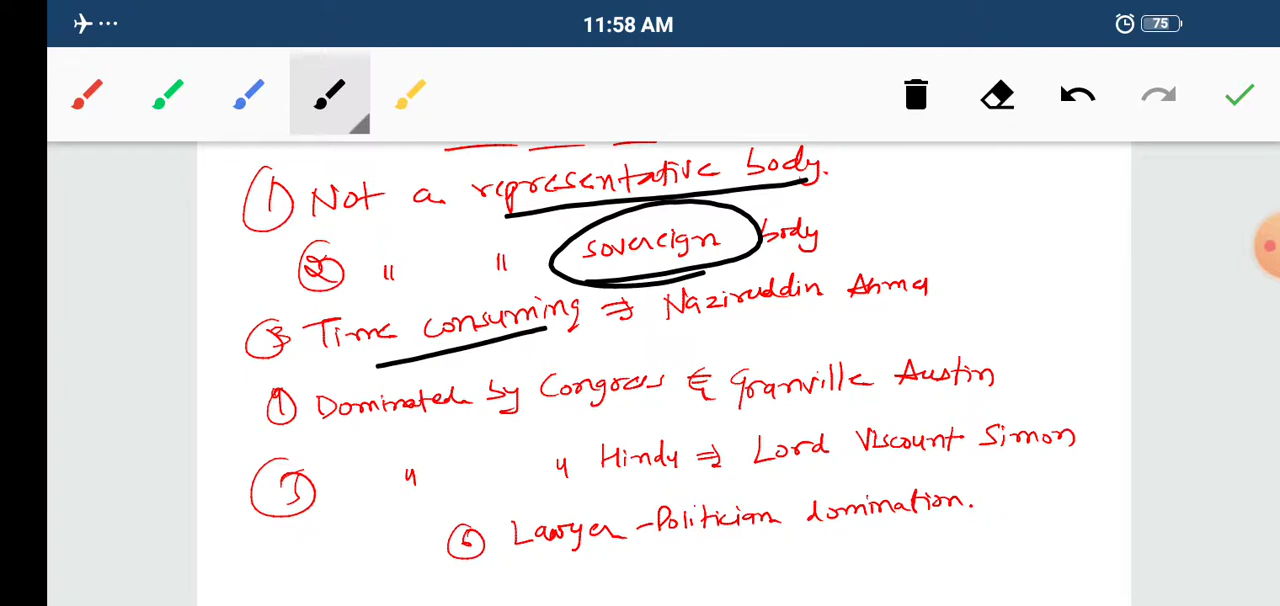 11:58 AM
75
① Not a representative body.
② " " sovereign body
③ Time consuming ⇒ Naziruddin Ahmed
④ Dominated by Congress ⇐ Granville Austin
⑤ " " Hindu ⇒ Lord Viscount Simon
⑥ Lawyer-Politician domination.